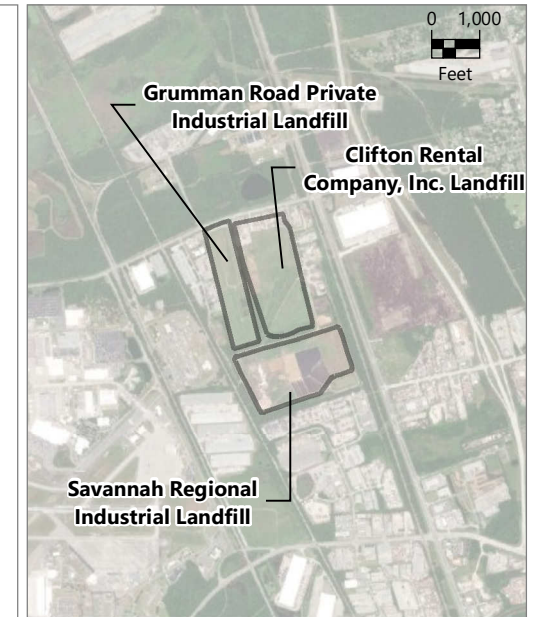 0 1,000
Feet
Grumman Road Private
Industrial Landfill
Clifton Rental
Company, Inc. Landfill
Savannah Regional
Industrial Landfill